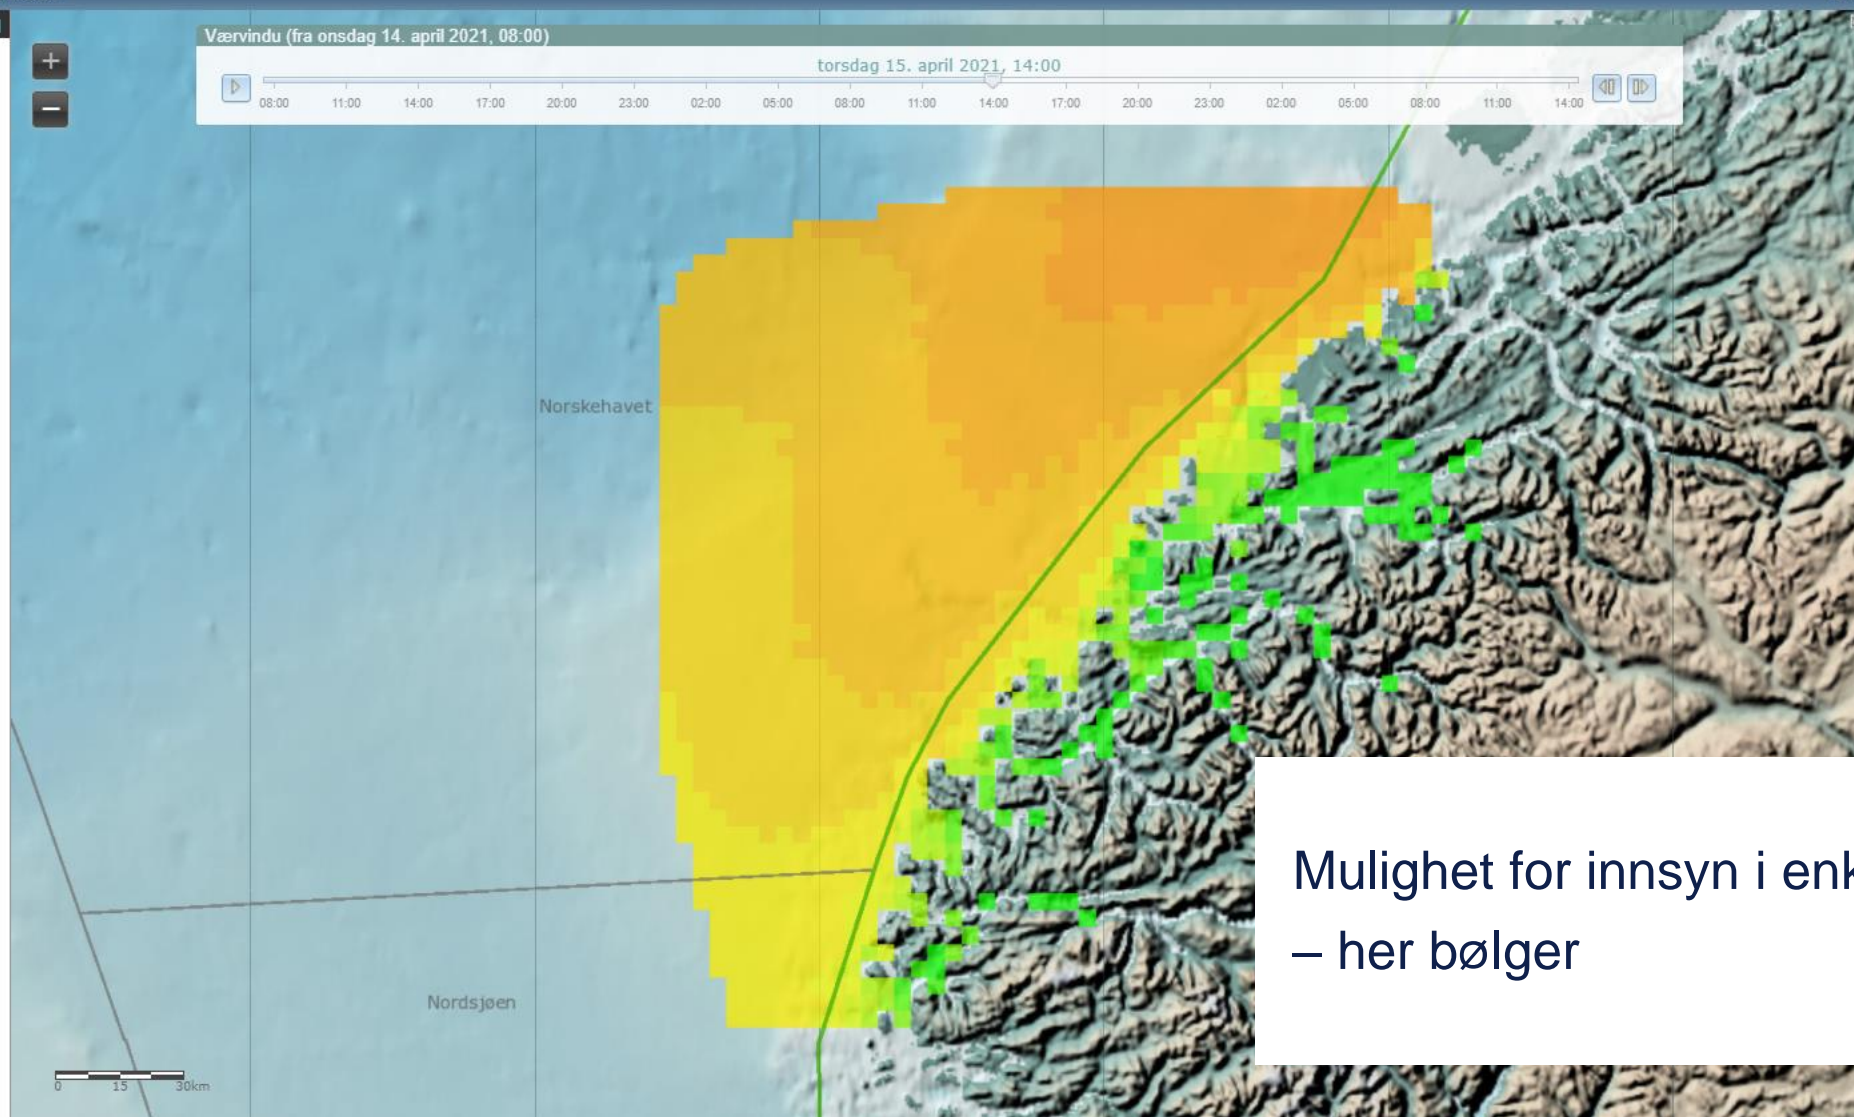 Værvindu (fra onsdag 14. april 2021, 08:00)
torsdag 15. april 2021, 14:00
08:00 11:00 14:00 17:00 20:00 23:00 02:00 05:00 08:00 11:00 14:00 17:00 20:00 23:00 02:00 05:00 08:00 11:00 14:00
Norskehavet
Mulighet for innsyn i enk
– her bølger
Nordsjøen
0 15 30km